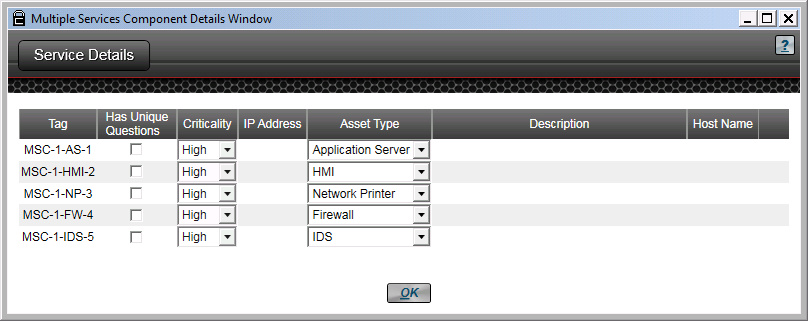 Multiple Services Component Details Window
Service Details
?
Tag Has Unique Questions Criticality IP Address Asset Type Description Host Name
MSC-1-AS-1 High Application Server
MSC-1-HMI-2 High HMI
MSC-1-NP-3 High Network Printer
MSC-1-FW-4 High Firewall
MSC-1-IDS-5 High IDS
OK